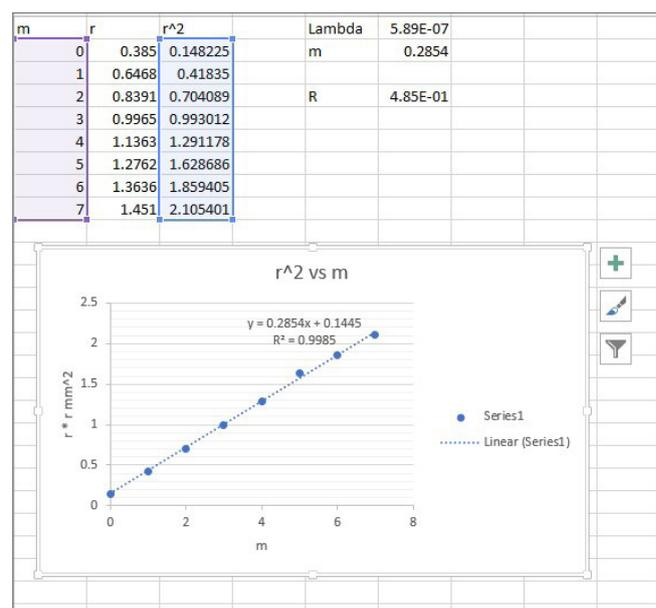 m r r^2 Lambda 5.89E-07
0 0.385 0.148225 m 0.2854
1 0.6468 0.41835
2 0.8391 0.704089 R 4.85E-01
3 0.9965 0.993012
4 1.1363 1.291178
5 1.2762 1.628686
6 1.3636 1.859405
7 1.451 2.105401
r^2 vs m
y = 0.2854x + 0.1445
R² = 0.9985
2.5
2
1.5
1
0.5
0
r * r mm^2
0 2 4 6 8
m
Series1
Linear (Series1)